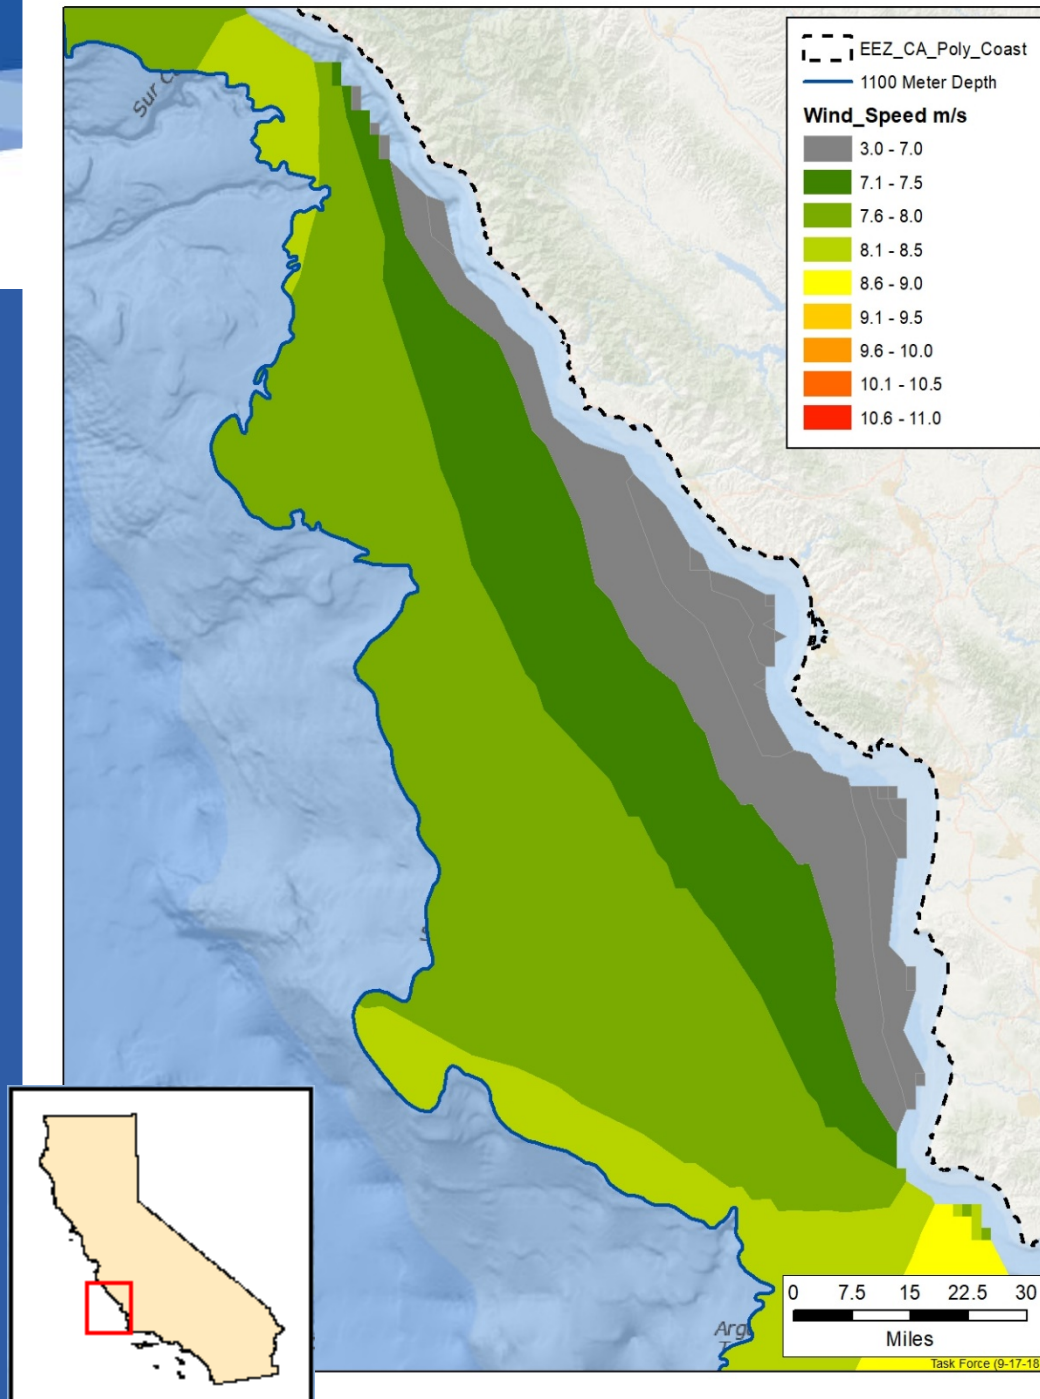 EEZ_CA_Poly_Coast
1100 Meter Depth
Wind_Speed m/s
3.0 - 7.0
7.1 - 7.5
7.6 - 8.0
8.1 - 8.5
8.6 - 9.0
9.1 - 9.5
9.6 - 10.0
10.1 - 10.5
10.6 - 11.0
Sur
0 7.5 15 22.5 30
Miles
Task Force (9-17-18